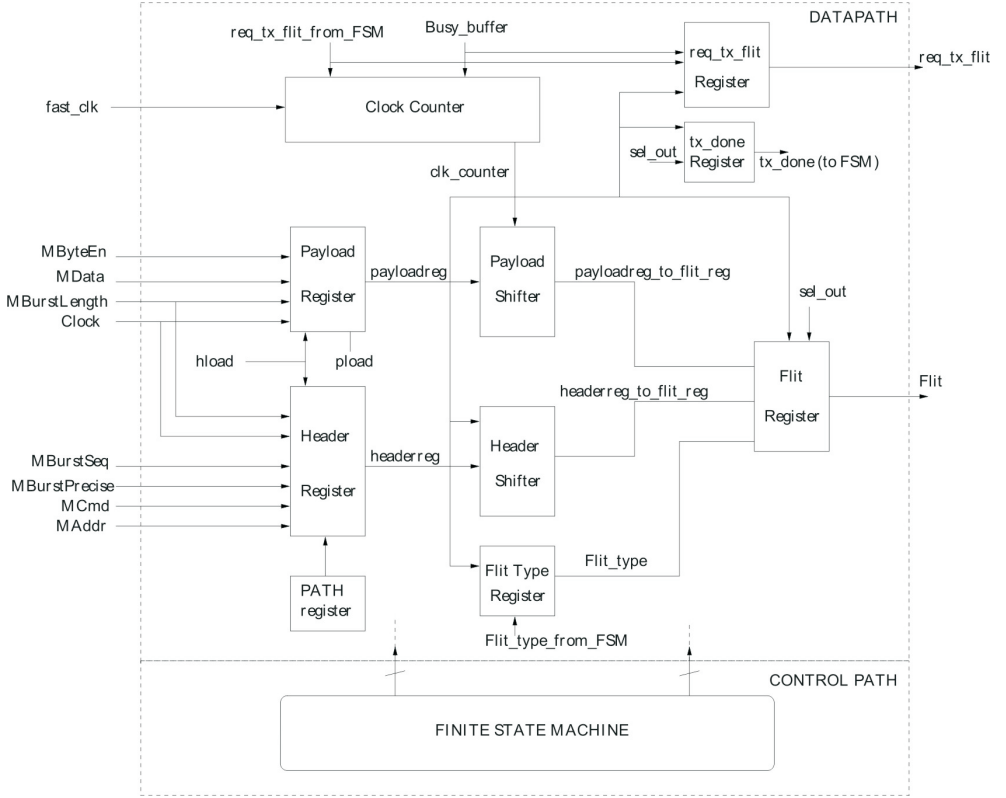 DATAPATH
req_tx_flit_from_FSM
Busy_buffer
req_tx_flit
Register
req_tx_flit
fast_clk
Clock Counter
tx_done
Register
sel_out
tx_done (to FSM)
clk_counter
MByteEn
MData
MBurstLength
Clock
Payload
Register
payloadreg
Payload
Shifter
payloadreg_to_flit_reg
sel_out
hload
pload
Flit
Register
Flit
headerreg_to_flit_reg
Header
Register
headerreg
Header
Shifter
MBurstSeq
MBurstPrecise
MCmd
MAddr
Flit Type
Register
Flit_type
PATH
register
Flit_type_from_FSM
CONTROL PATH
FINITE STATE MACHINE